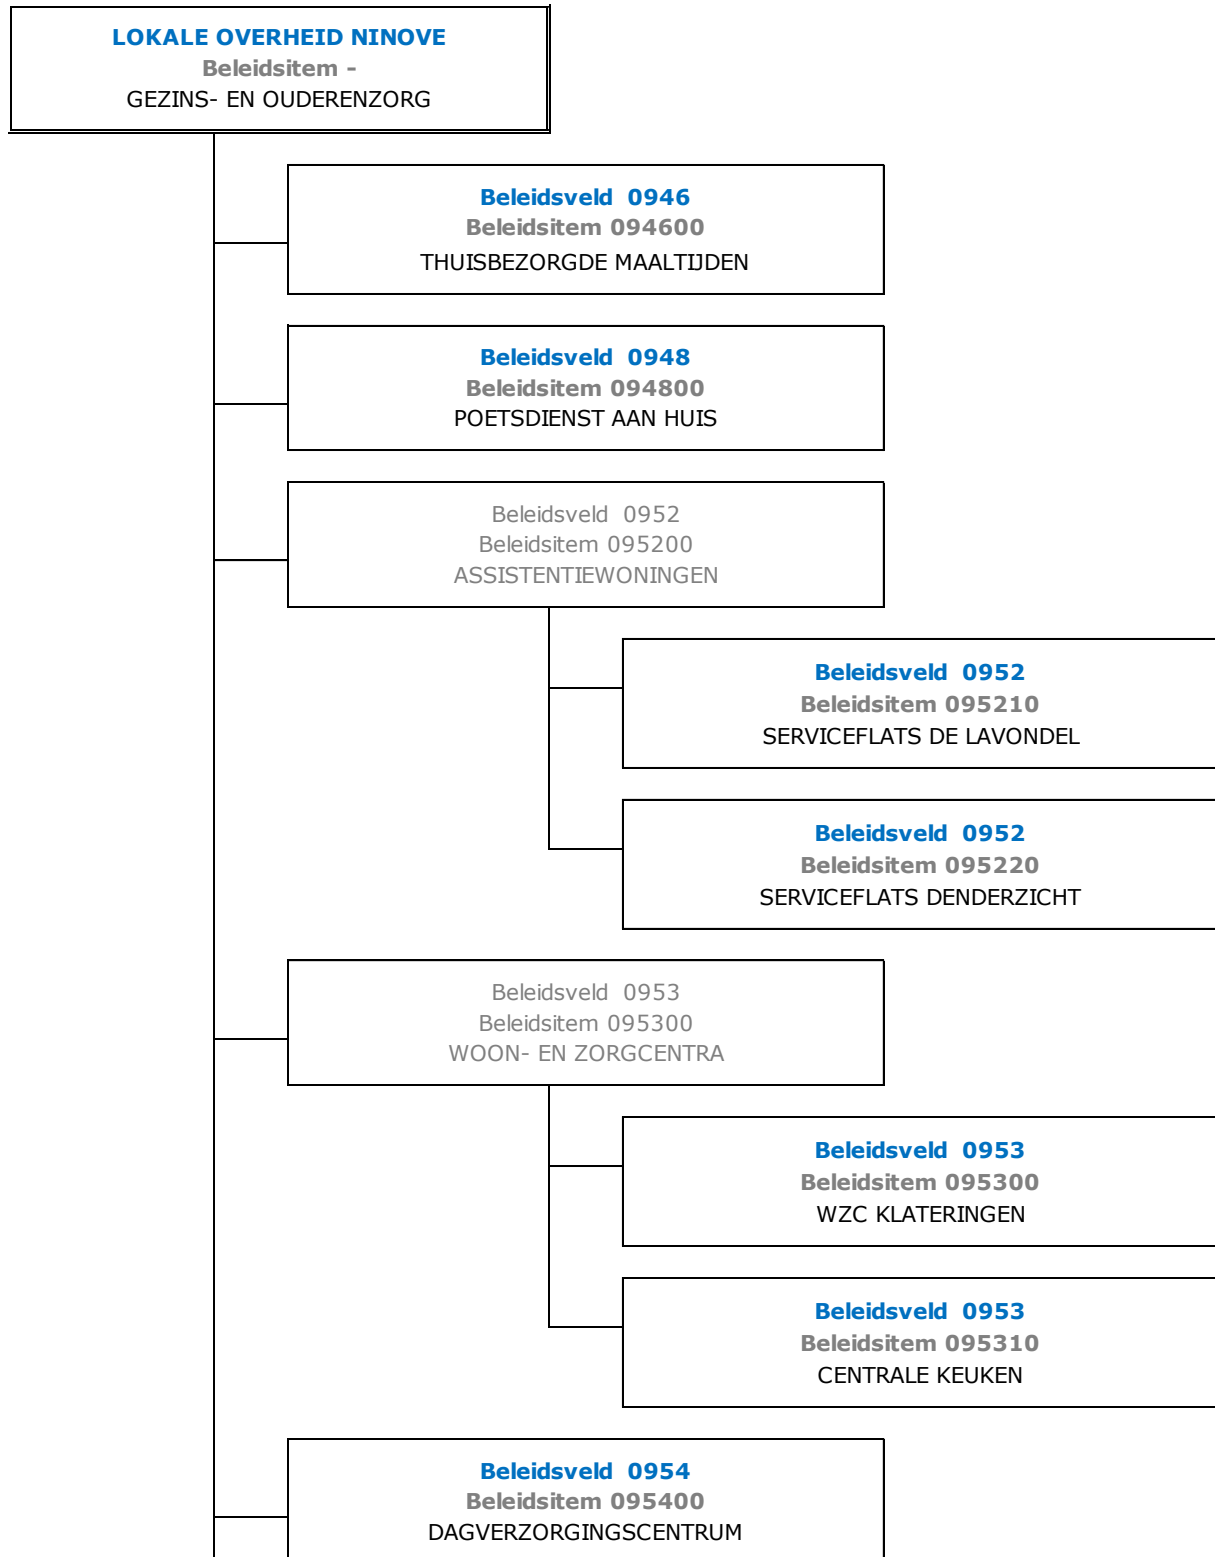 LOKALE OVERHEID NINOVE
Beleidsitem -
GEZINS- EN OUDERENZORG
Beleidsveld 0946
Beleidsitem 094600
THUISBEZORGDE MAALTIJDEN
Beleidsveld 0948
Beleidsitem 094800
POETSDIENST AAN HUIS
Beleidsveld 0952
Beleidsitem 095200
ASSISTENTIEWONINGEN
Beleidsveld 0952
Beleidsitem 095210
SERVICEFLATS DE LAVONDEL
Beleidsveld 0952
Beleidsitem 095220
SERVICEFLATS DENDERZICHT
Beleidsveld 0953
Beleidsitem 095300
WOON- EN ZORGCENTRA
Beleidsveld 0953
Beleidsitem 095300
WZC KLATERINGEN
Beleidsveld 0953
Beleidsitem 095310
CENTRALE KEUKEN
Beleidsveld 0954
Beleidsitem 095400
DAGVERZORGINGSCENTRUM